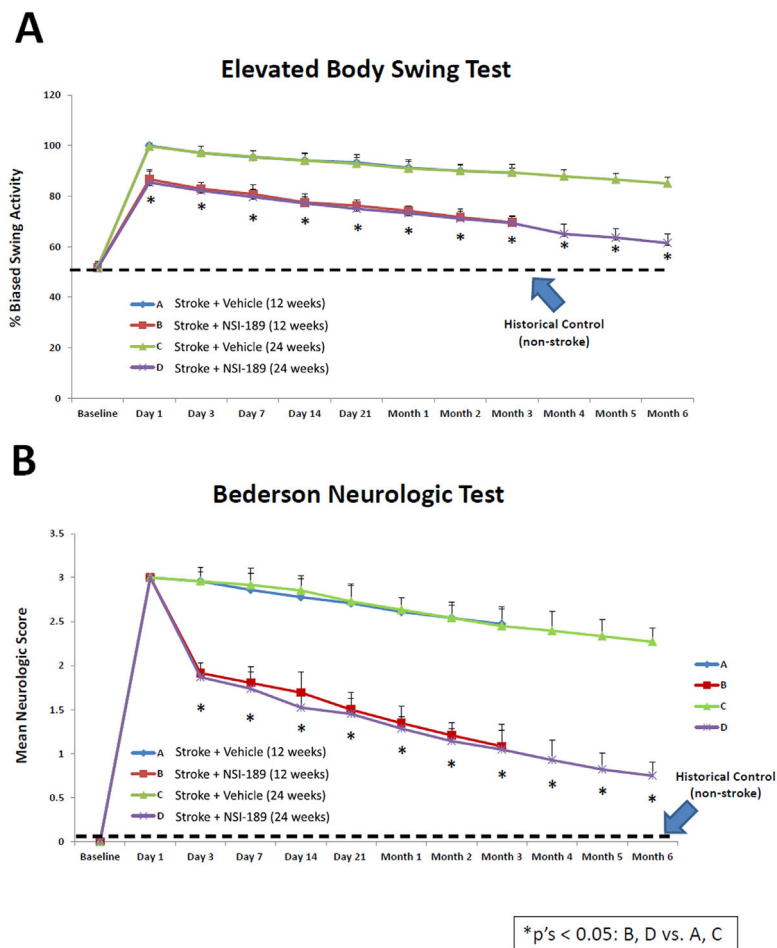 A
Elevated Body Swing Test
120
100
80
60
40
20
0
% Biased Swing Activity
* * * * * * * * * * *
A Stroke + Vehicle (12 weeks)
B Stroke + NSI-189 (12 weeks)
C Stroke + Vehicle (24 weeks)
D Stroke + NSI-189 (24 weeks)
Historical Control
(non-stroke)
Baseline Day 1 Day 3 Day 7 Day 14 Day 21 Month 1 Month 2 Month 3 Month 4 Month 5 Month 6
B
Bederson Neurologic Test
3.5
3
2.5
2
1.5
1
0.5
0
Mean Neurologic Score
* * * * * * * * * *
A
B
C
D
A Stroke + Vehicle (12 weeks)
B Stroke + NSI-189 (12 weeks)
C Stroke + Vehicle (24 weeks)
D Stroke + NSI-189 (24 weeks)
Historical Control
(non-stroke)
Baseline Day 1 Day 3 Day 7 Day 14 Day 21 Month 1 Month 2 Month 3 Month 4 Month 5 Month 6
*p's < 0.05: B, D vs. A, C